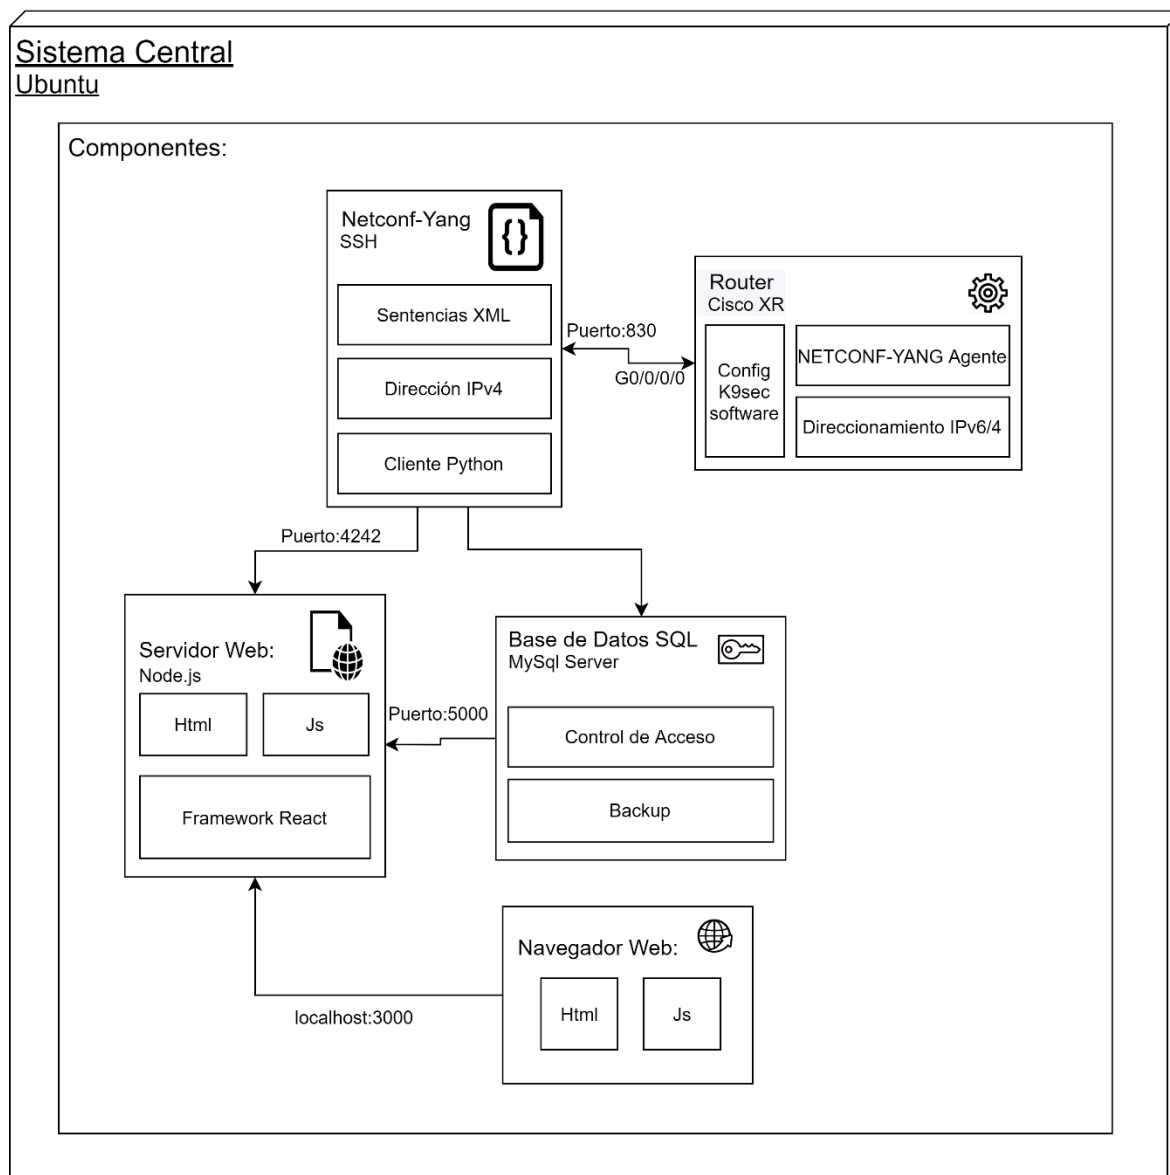 Sistema Central
Ubuntu
Componentes:
Netconf-Yang
SSH
{}
Sentencias XML
Dirección IPv4
Cliente Python
Puerto:830
G0/0/0/0
Router
Cisco XR
Config
K9sec
software
NETCONF-YANG Agente
Direccionamiento IPv6/4
Puerto:4242
Servidor Web:
Node.js
Html
Js
Framework React
Puerto:5000
Base de Datos SQL
MySql Server
Control de Acceso
Backup
localhost:3000
Navegador Web:
Html
Js